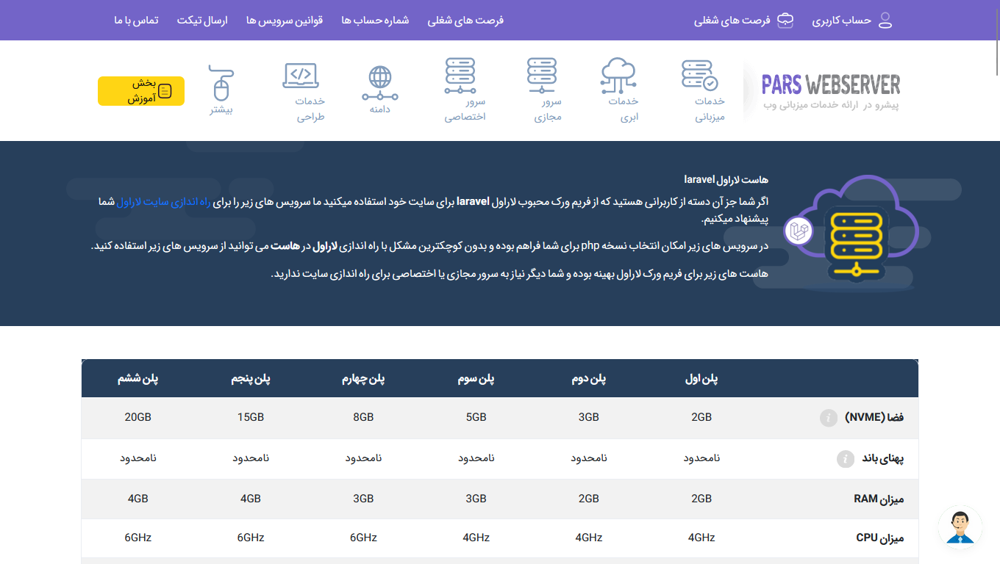 حساب کاربری
فرصت های شغلی
فرصت های شغلی
شماره حساب ها
قوانین سرویس ها
ارسال تیکت
تماس با ما
PARS WEBSERVER
پیشرو در ارائه خدمات میزبانی وب
خدمات
میزبانی
خدمات
ابری
سرور
مجازی
سرور
اختصاصی
دامنه
خدمات
طراحی
بیشتر
بخش
آموزش
هاست لاراول laravel
اگر شما جز آن دسته از کاربرانی هستید که از فریم ورک محبوب لاراول laravel برای سایت خود استفاده میکنید ما سرویس های زیر را برای راه اندازی سایت لاراول شما
پیشنهاد میکنیم.
در سرویس های زیر امکان انتخاب نسخه php برای شما فراهم بوده و بدون کوچکترین مشکل با راه اندازی لاراول در هاست می توانید از سرویس های زیر استفاده کنید.
هاست های زیر برای فریم ورک لاراول بهینه بوده و شما دیگر نیاز به سرور مجازی یا اختصاصی برای راه اندازی سایت ندارید.
پلن اول پلن دوم پلن سوم پلن چهارم پلن پنجم پلن ششم
فضا (NVME) i 2GB 3GB 5GB 8GB 15GB 20GB
پهنای باند i نامحدود نامحدود نامحدود نامحدود نامحدود نامحدود
میزان RAM 2GB 2GB 3GB 3GB 4GB 4GB
میزان CPU 4GHz 4GHz 4GHz 6GHz 6GHz 6GHz